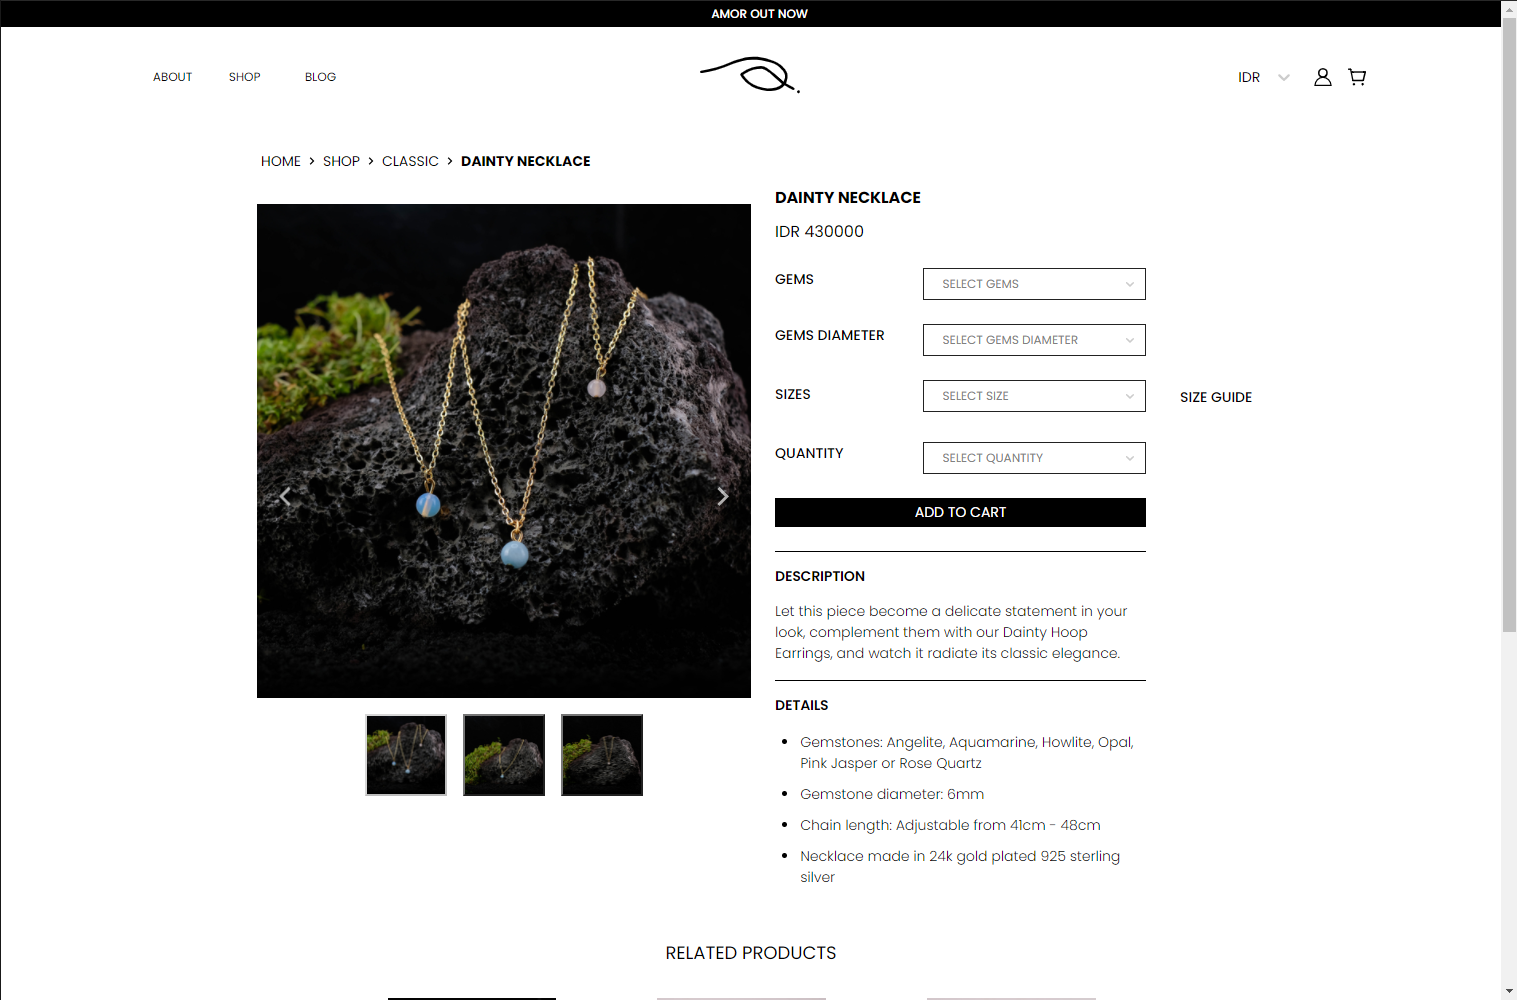 AMOR OUT NOW
ABOUT SHOP BLOG
IDR
HOME > SHOP > CLASSIC > DAINTY NECKLACE
DAINTY NECKLACE
IDR 430000
GEMS
SELECT GEMS
GEMS DIAMETER
SELECT GEMS DIAMETER
SIZES
SELECT SIZE
SIZE GUIDE
QUANTITY
SELECT QUANTITY
ADD TO CART
DESCRIPTION
Let this piece become a delicate statement in your
look, complement them with our Dainty Hoop
Earrings, and watch it radiate its classic elegance.
DETAILS
• Gemstones: Angelite, Aquamarine, Howlite, Opal,
Pink Jasper or Rose Quartz
• Gemstone diameter: 6mm
• Chain length: Adjustable from 41cm - 48cm
• Necklace made in 24k gold plated 925 sterling
silver
RELATED PRODUCTS